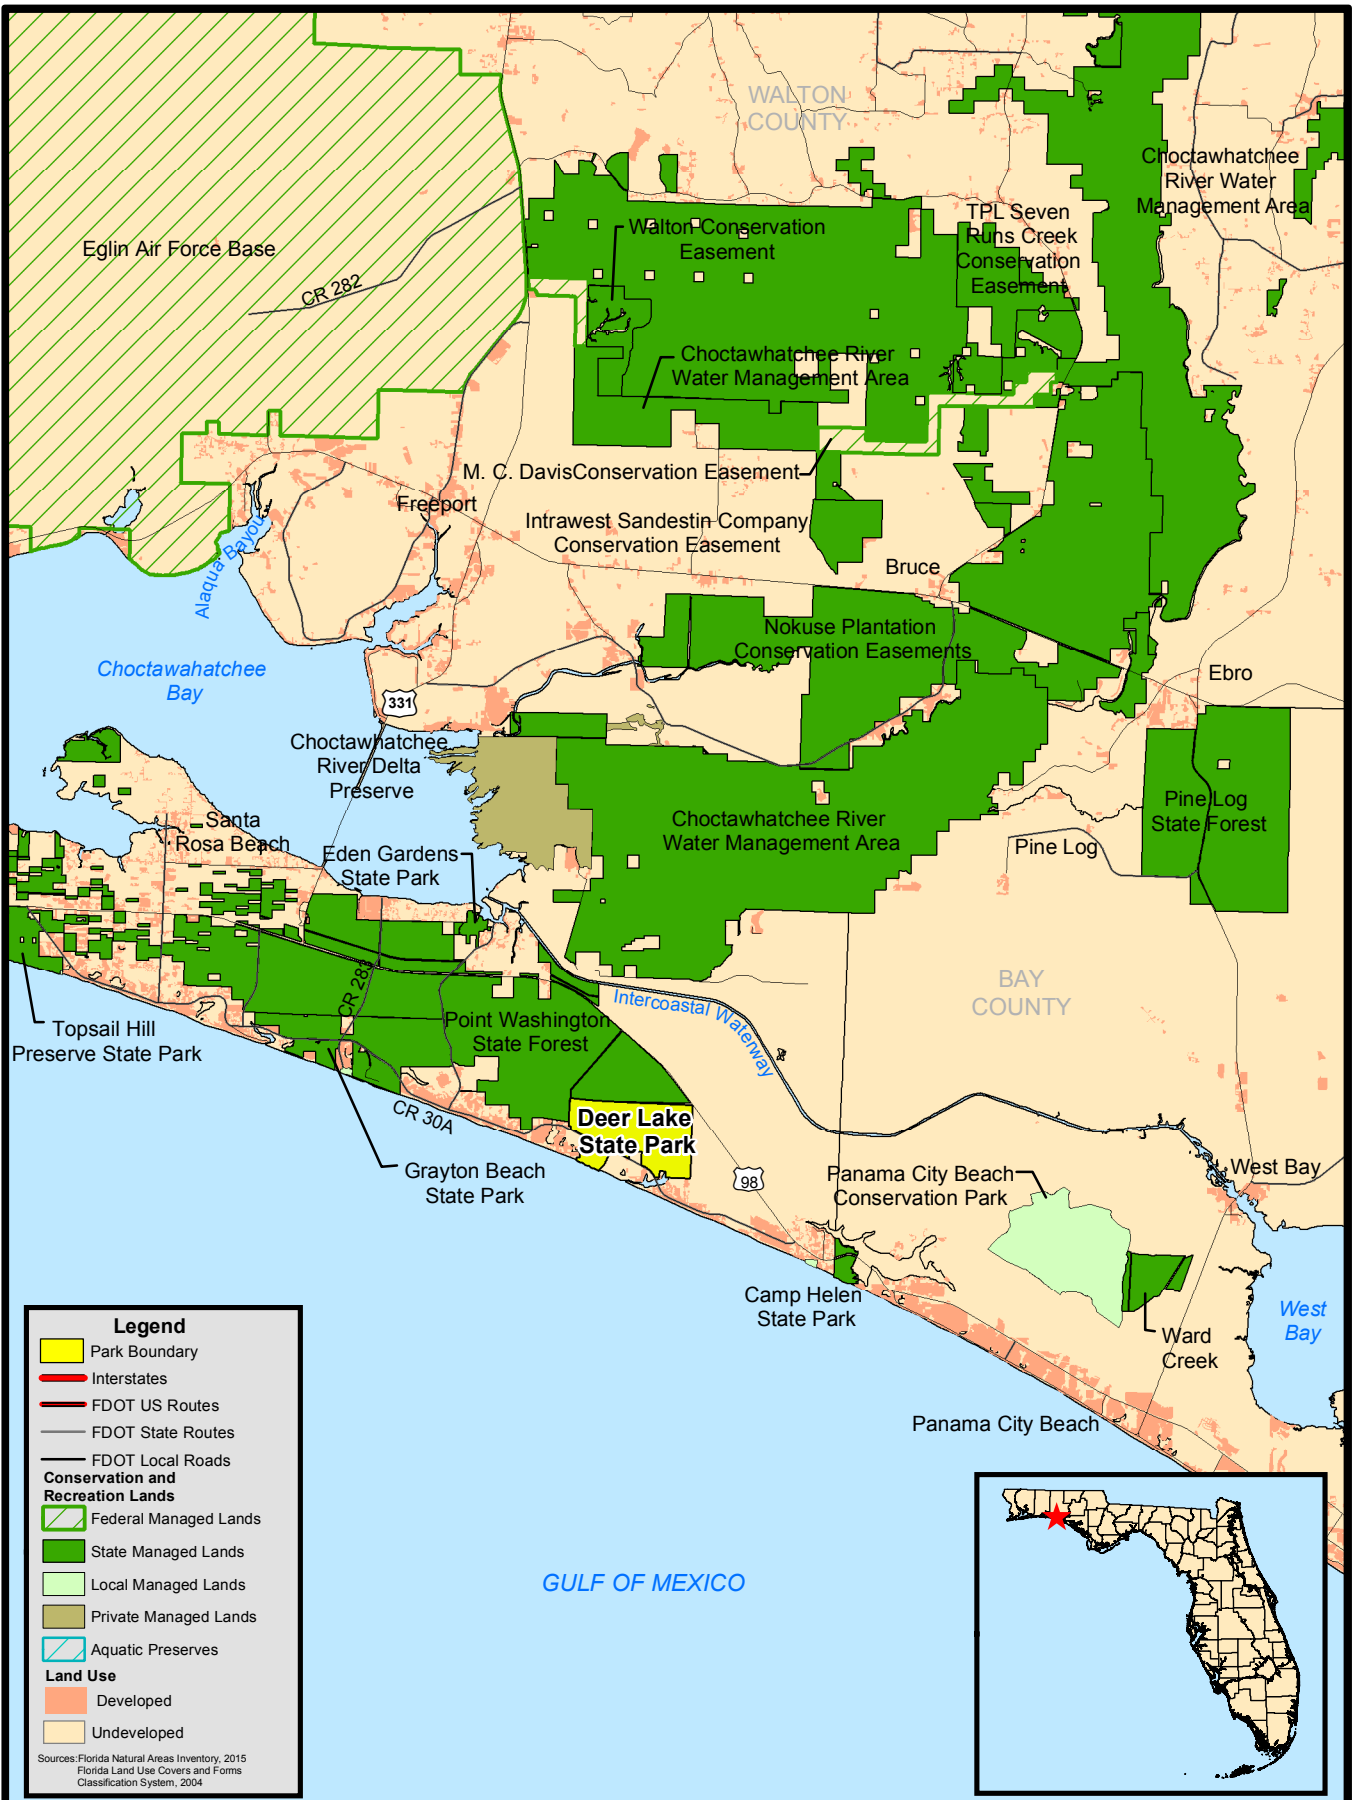 WALTON
COUNTY
Choctawhatchee
River Water
Management Area
TPL Seven
Runs Creek
Conservation
Easement
Walton Conservation
Easement
Eglin Air Force Base
CR 282
Choctawhatchee River
Water Management Area
M. C. DavisConservation Easement
Freeport
Intrawest Sandestin Company
Conservation Easement
Alaqua Bayou
Bruce
Nokuse Plantation
Conservation Easements
Choctawahatchee
Bay
Ebro
331
Choctawhatchee
River Delta
Preserve
Santa
Rosa Beach
Choctawhatchee River
Water Management Area
Pine Log
State Forest
Pine Log
Eden Gardens
State Park
CR 283
BAY
COUNTY
Intercoastal Waterway
Topsail Hill
Preserve State Park
Point Washington
State Forest
CR 30A
Deer Lake
State Park
Grayton Beach
State Park
98
Panama City Beach
Conservation Park
West Bay
Camp Helen
State Park
West
Bay
Ward
Creek
Panama City Beach
GULF OF MEXICO
Legend
Park Boundary
Interstates
FDOT US Routes
FDOT State Routes
FDOT Local Roads
Conservation and
Recreation Lands
Federal Managed Lands
State Managed Lands
Local Managed Lands
Private Managed Lands
Aquatic Preserves
Land Use
Developed
Undeveloped
Sources:Florida Natural Areas Inventory, 2015
Florida Land Use Covers and Forms
Classification System, 2004